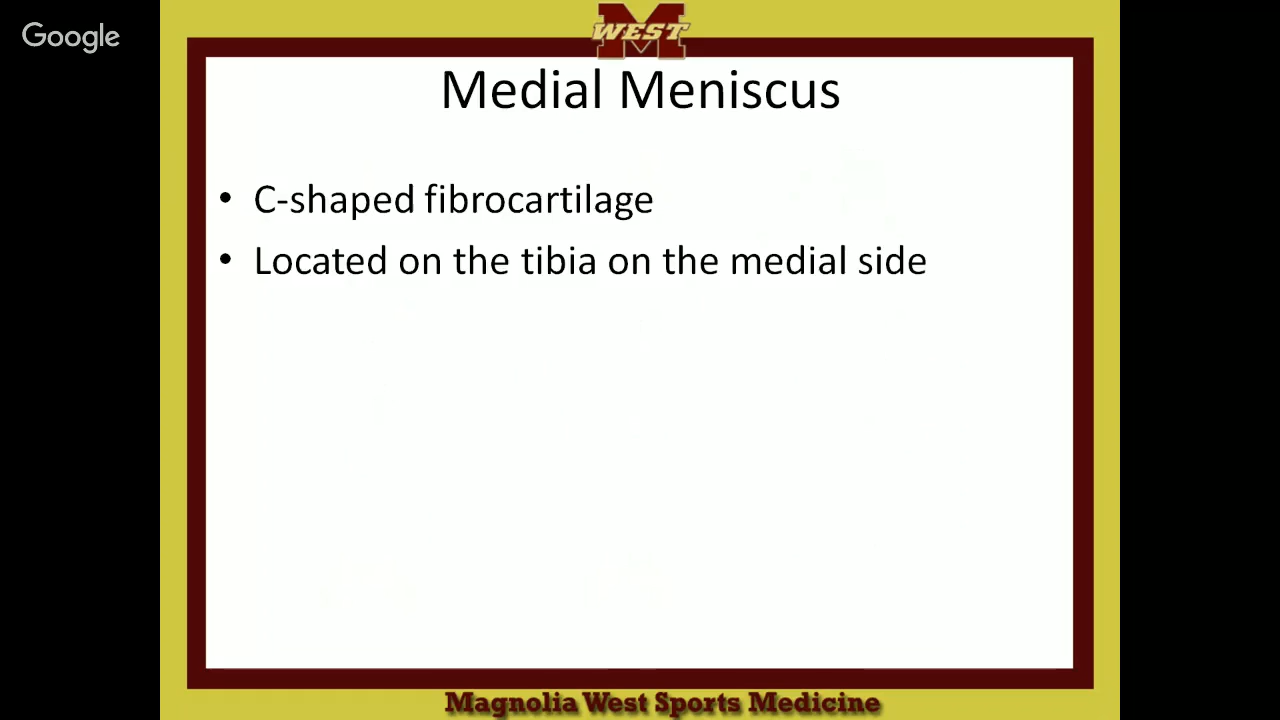 Google
M
WEST
Medial Meniscus
• C-shaped fibrocartilage
• Located on the tibia on the medial side
Magnolia West Sports Medicine